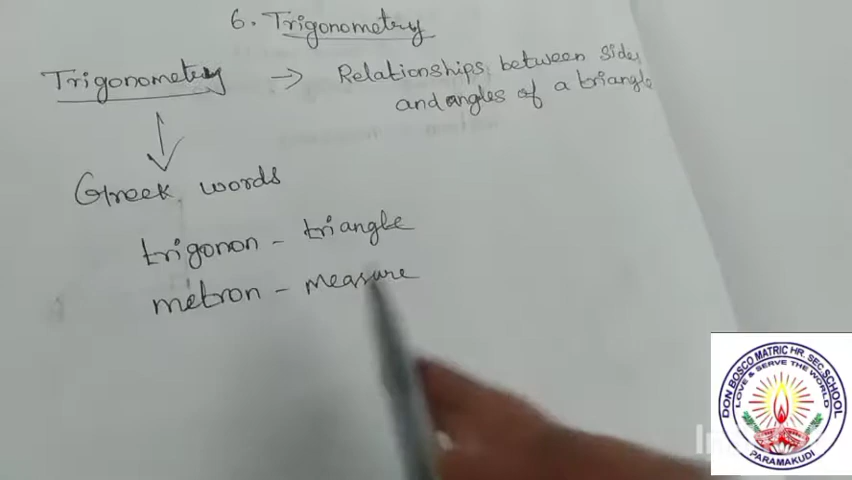 6. Trigonometry
Trigonometry → Relationships between sides
and angles of a triangle
Greek words
trigonon - triangle
metron - measure
DON BOSCO MATRIC HR. SEC. SCHOOL
LOVE & SERVE THE WORLD
PARAMAKUDI